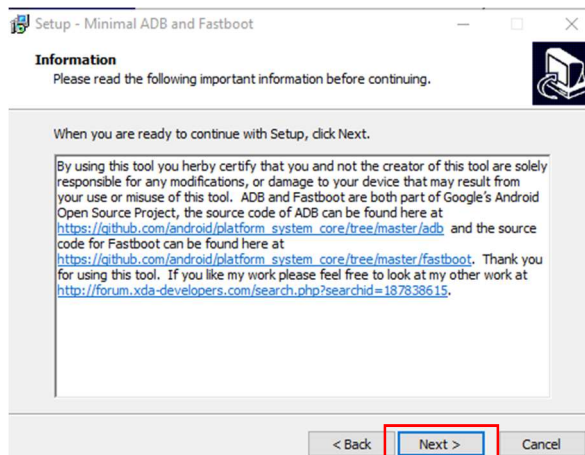 Setup - Minimal ADB and Fastboot
Information
Please read the following important information before continuing.
When you are ready to continue with Setup, click Next.
By using this tool you herby certify that you and not the creator of this tool are solely
responsible for any modifications, or damage to your device that may result from
your use or misuse of this tool.  ADB and Fastboot are both part of Google's Android
Open Source Project, the source code of ADB can be found here at
https://github.com/android/platform_system_core/tree/master/adb  and the source
code for Fastboot can be found here at
https://github.com/android/platform_system_core/tree/master/fastboot.  Thank you
for using this tool.  If you like my work please feel free to look at my other work at
http://forum.xda-developers.com/search.php?searchid=187838615.
< Back Next > Cancel